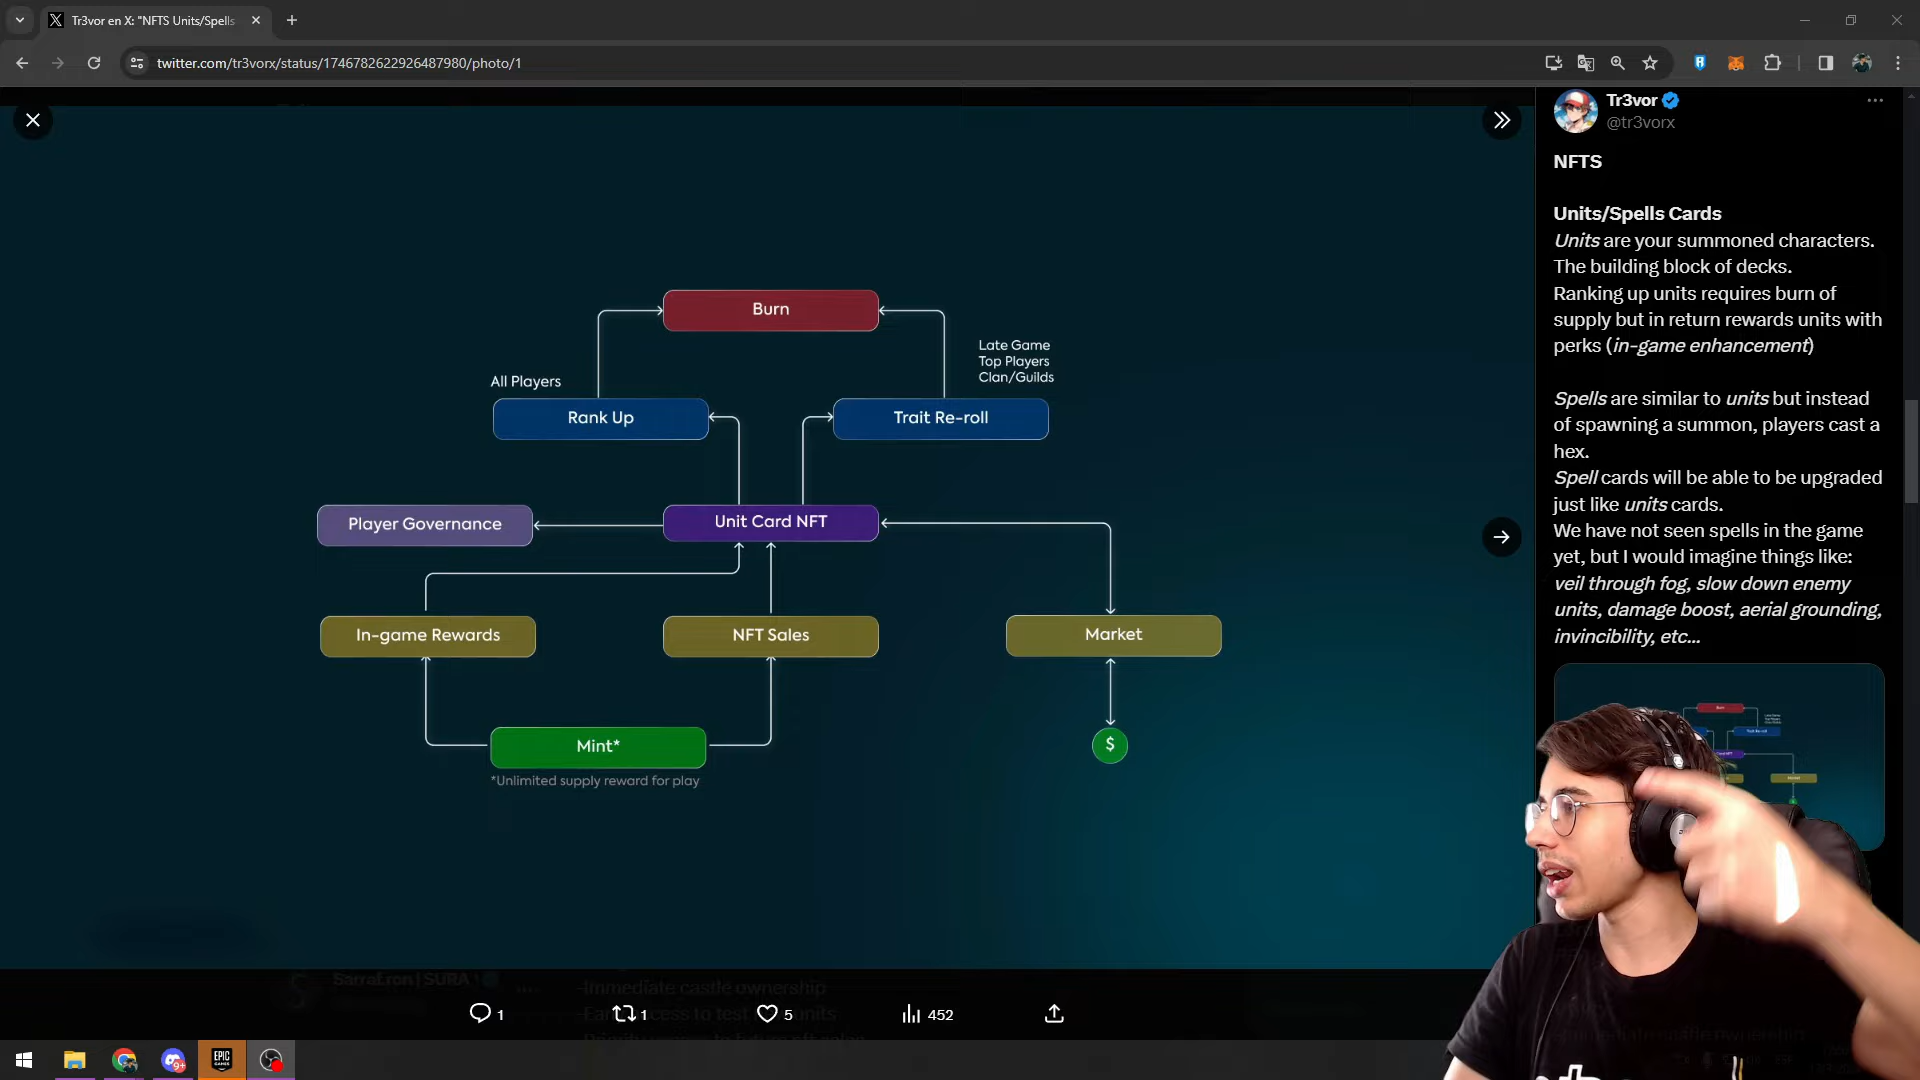 Tr3vor en X: "NFTS Units/Spells
twitter.com/tr3vorx/status/1746782622926487980/photo/1
Burn
Late Game
Top Players
Clan/Guilds
All Players
Rank Up
Trait Re-roll
Player Governance
Unit Card NFT
In-game Rewards
NFT Sales
Market
Mint*
$
*Unlimited supply reward for play
Tr3vor
@tr3vorx
NFTS
Units/Spells Cards
Units are your summoned characters.
The building block of decks.
Ranking up units requires burn of
supply but in return rewards units with
perks (in-game enhancement)
Spells are similar to units but instead
of spawning a summon, players cast a
hex.
Spell cards will be able to be upgraded
just like units cards.
We have not seen spells in the game
yet, but I would imagine things like:
veil through fog, slow down enemy
units, damage boost, aerial grounding,
invincibility, etc...
-Immediate castle ownership
1
1
5
452
EPIC
GAMES
9+